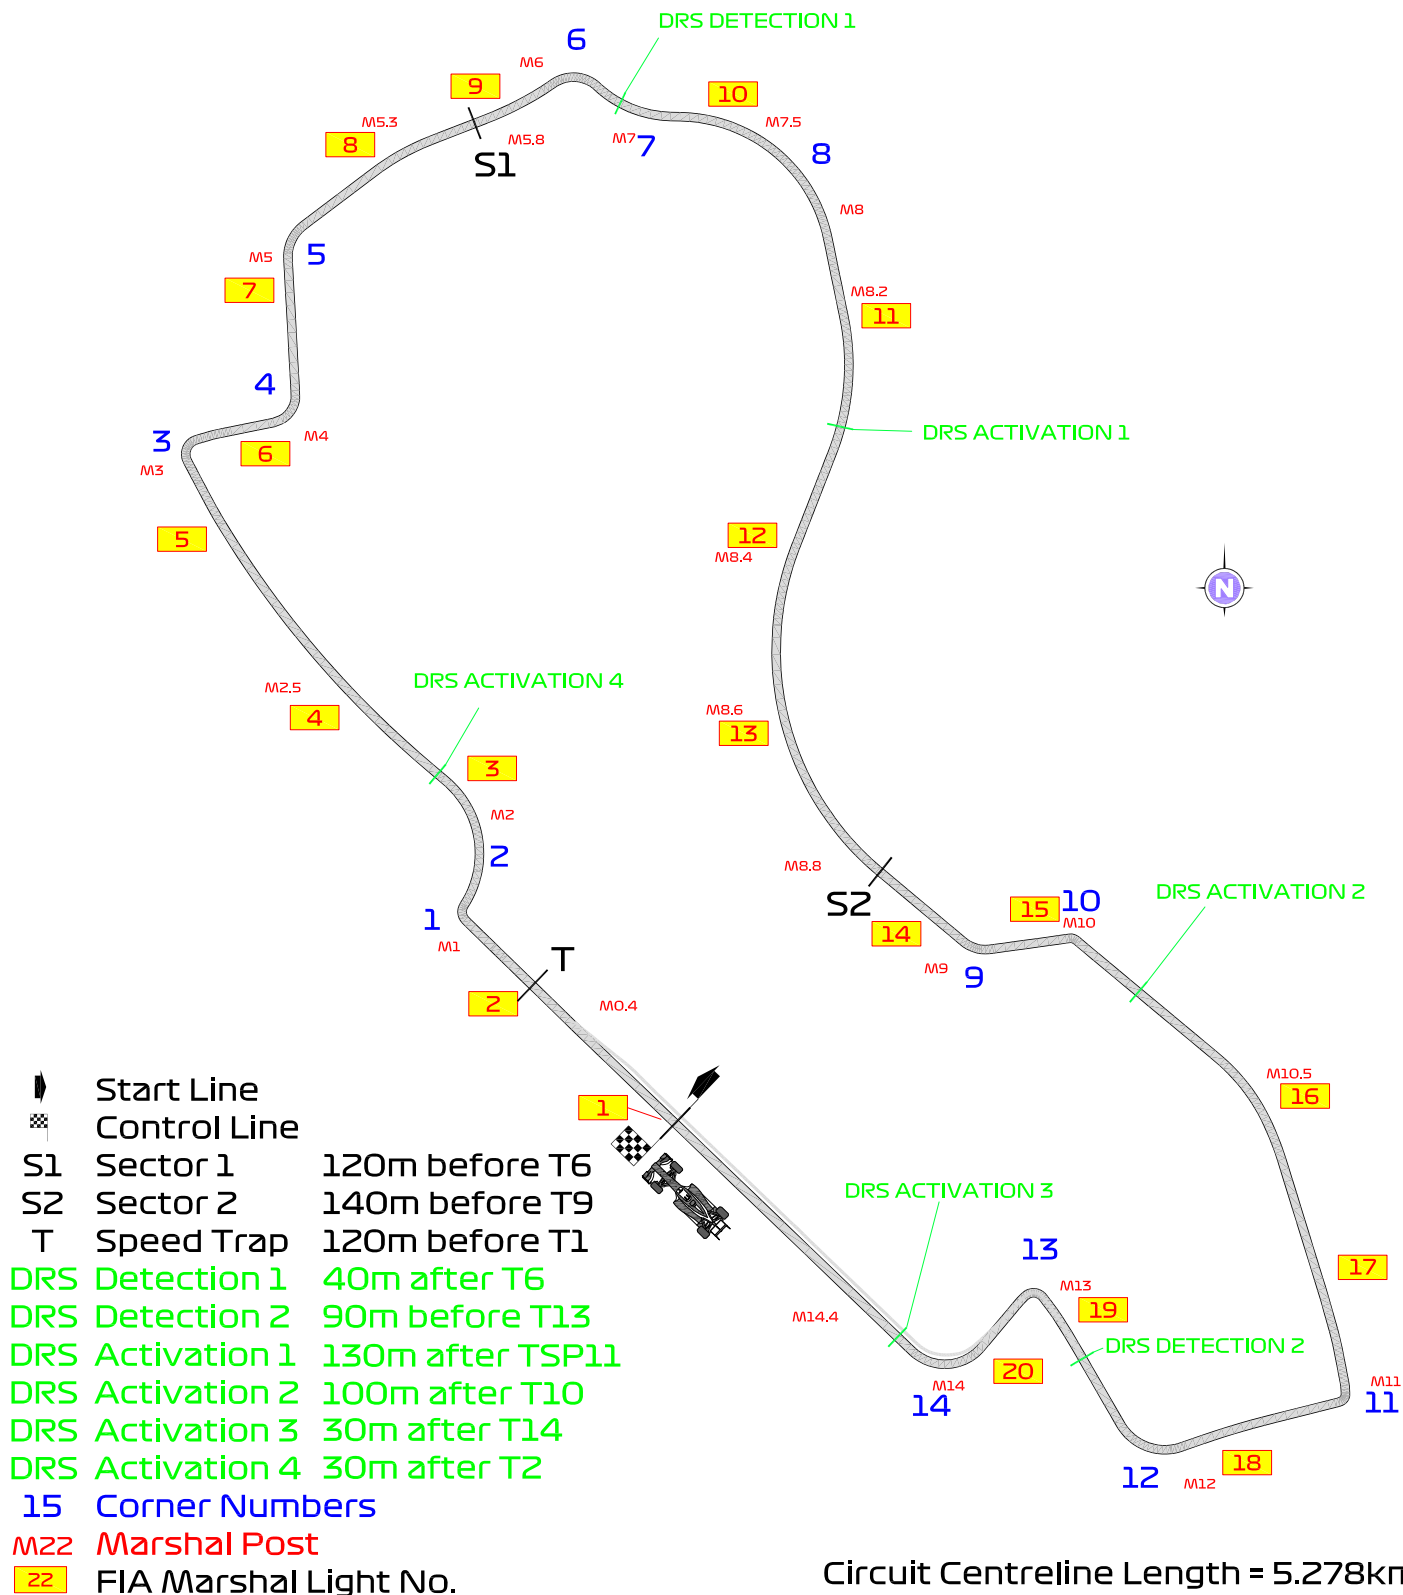 DRS DETECTION 1
6
M6
9
10
M5.3
M7.5
8
M5.8
M7
7
8
S1
M8
5
M5
7
M8.2
11
4
3
M4
DRS ACTIVATION 1
6
M3
12
5
M8.4
N
DRS ACTIVATION 4
M2.5
4
M8.6
13
3
M2
2
M8.8
DRS ACTIVATION 2
S2
15
10
M10
1
14
M1
T
M9
9
2
M0.4
M10.5
16
1
Start Line
Control Line
S1 Sector 1 120m before T6
S2 Sector 2 140m before T9
T Speed Trap 120m before T1
DRS ACTIVATION 3
13
17
M13
19
M14.4
DRS DETECTION 2
20
M14
14
M11
11
12
18
M12
DRS Detection 1 40m after T6
DRS Detection 2 90m before T13
DRS Activation 1 130m after TSP11
DRS Activation 2 100m after T10
DRS Activation 3 30m after T14
DRS Activation 4 30m after T2
15 Corner Numbers
M22 Marshal Post
22 FIA Marshal Light No.
Circuit Centreline Length = 5.278km